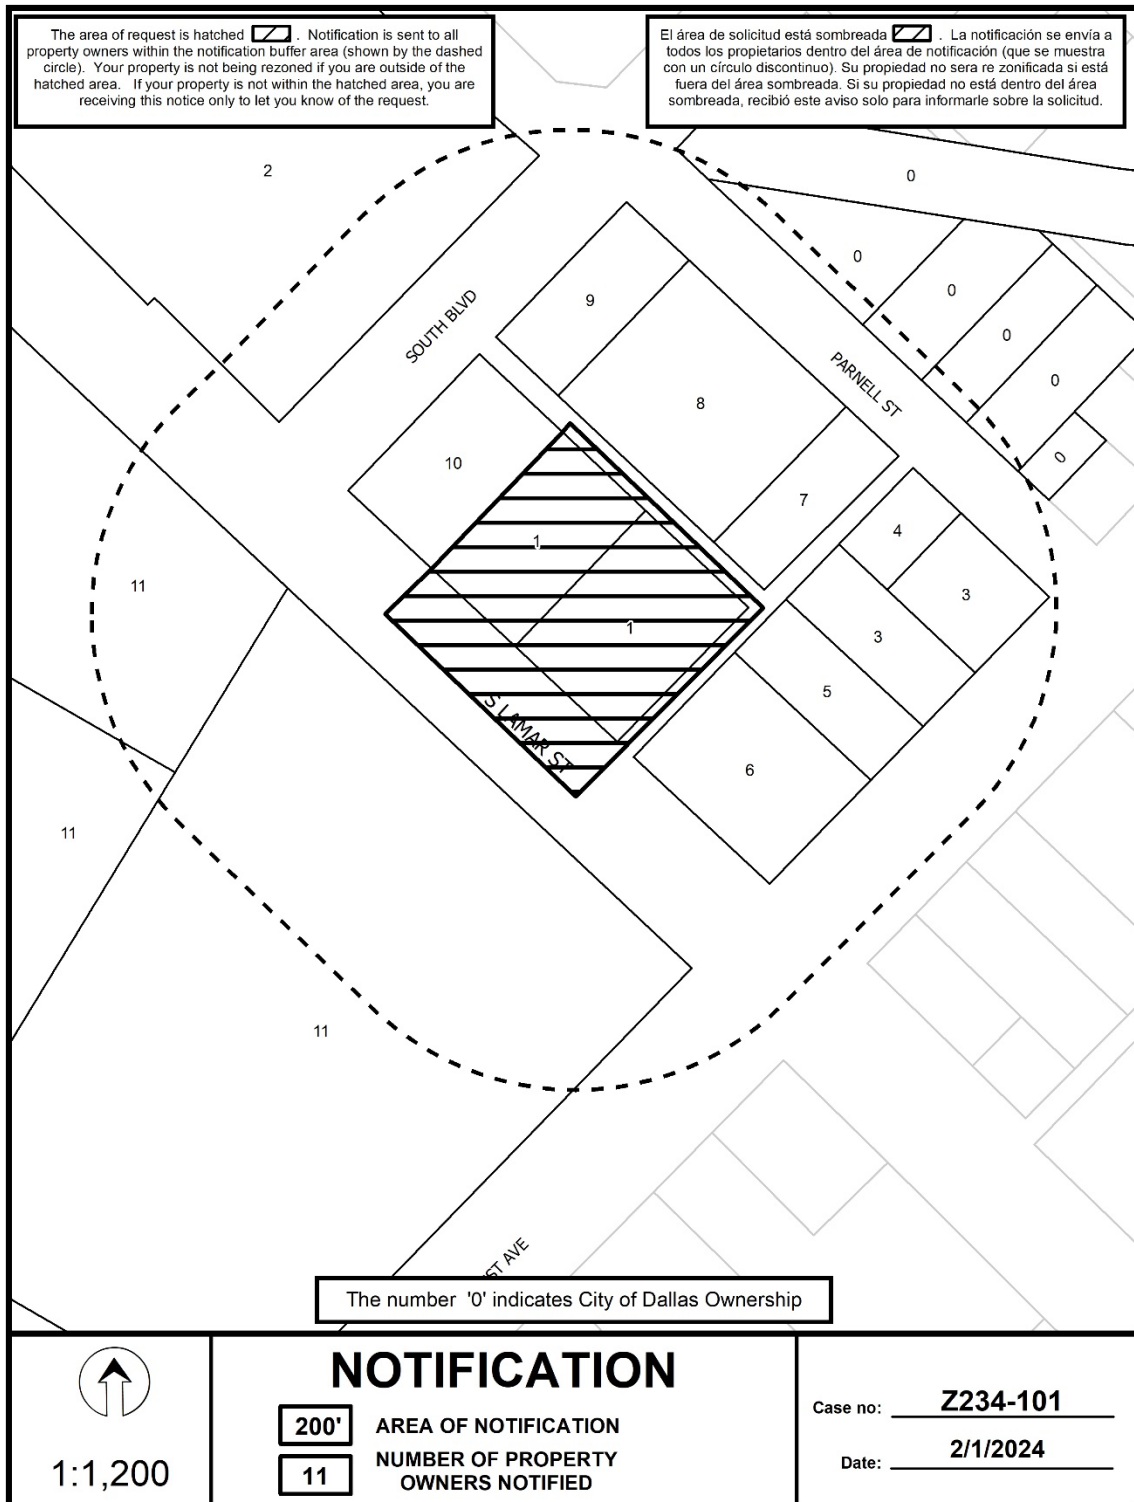 The area of request is hatched . Notification is sent to all
property owners within the notification buffer area (shown by the dashed
circle). Your property is not being rezoned if you are outside of the
hatched area. If your property is not within the hatched area, you are
receiving this notice only to let you know of the request.
El área de solicitud está sombreada . La notificación se envía a
todos los propietarios dentro del área de notificación (que se muestra
con un círculo discontinuo). Su propiedad no sera re zonificada si está
fuera del área sombreada. Si su propiedad no está dentro del área
sombreada, recibió este aviso solo para informarle sobre la solicitud.
2
0
0
0
9
SOUTH BLVD
0
PARNELL ST
0
8
10
0
7
4
1
11
3
1
3
5
S LAMAR ST
6
11
11
ST AVE
The number '0' indicates City of Dallas Ownership
1:1,200
NOTIFICATION
200' AREA OF NOTIFICATION
11 NUMBER OF PROPERTY
OWNERS NOTIFIED
Case no: Z234-101
Date: 2/1/2024